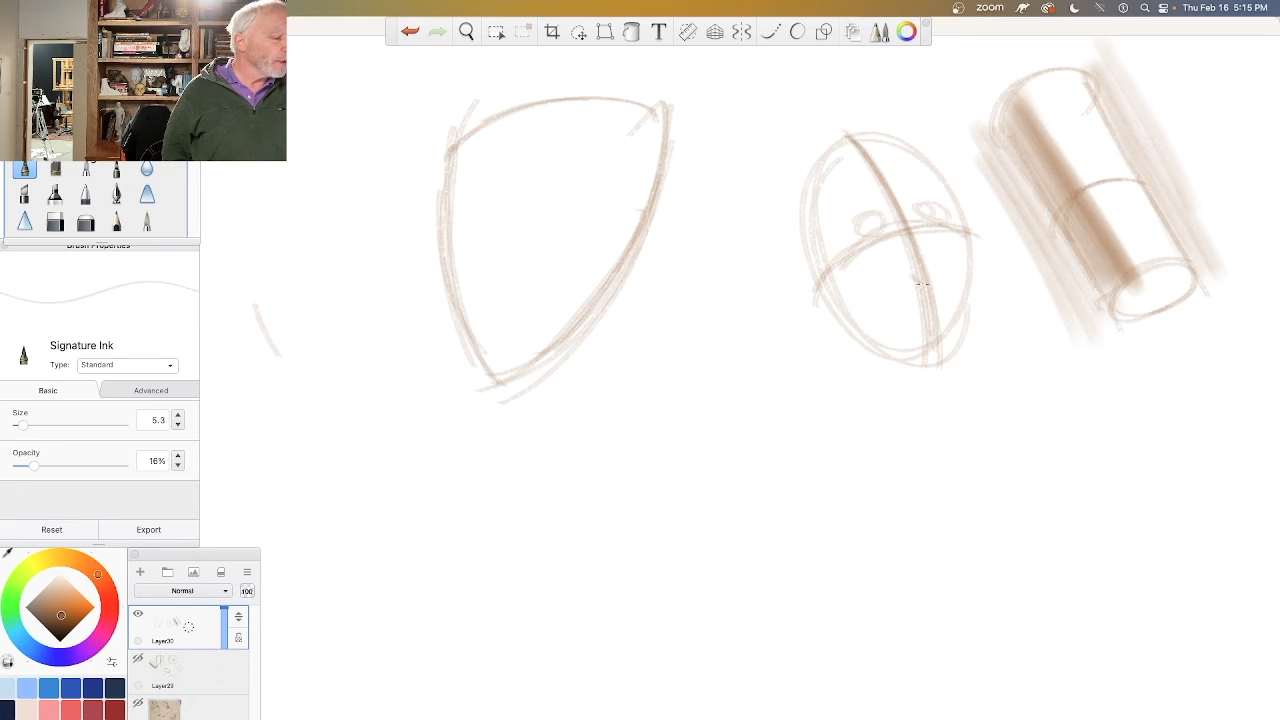 zoom
Thu Feb 16 5:15 PM
T
Brush Properties
Signature Ink
Type: Standard
Basic Advanced
Size
5.3
Opacity
16%
Reset Export
Normal 100
Layer30
Layer29